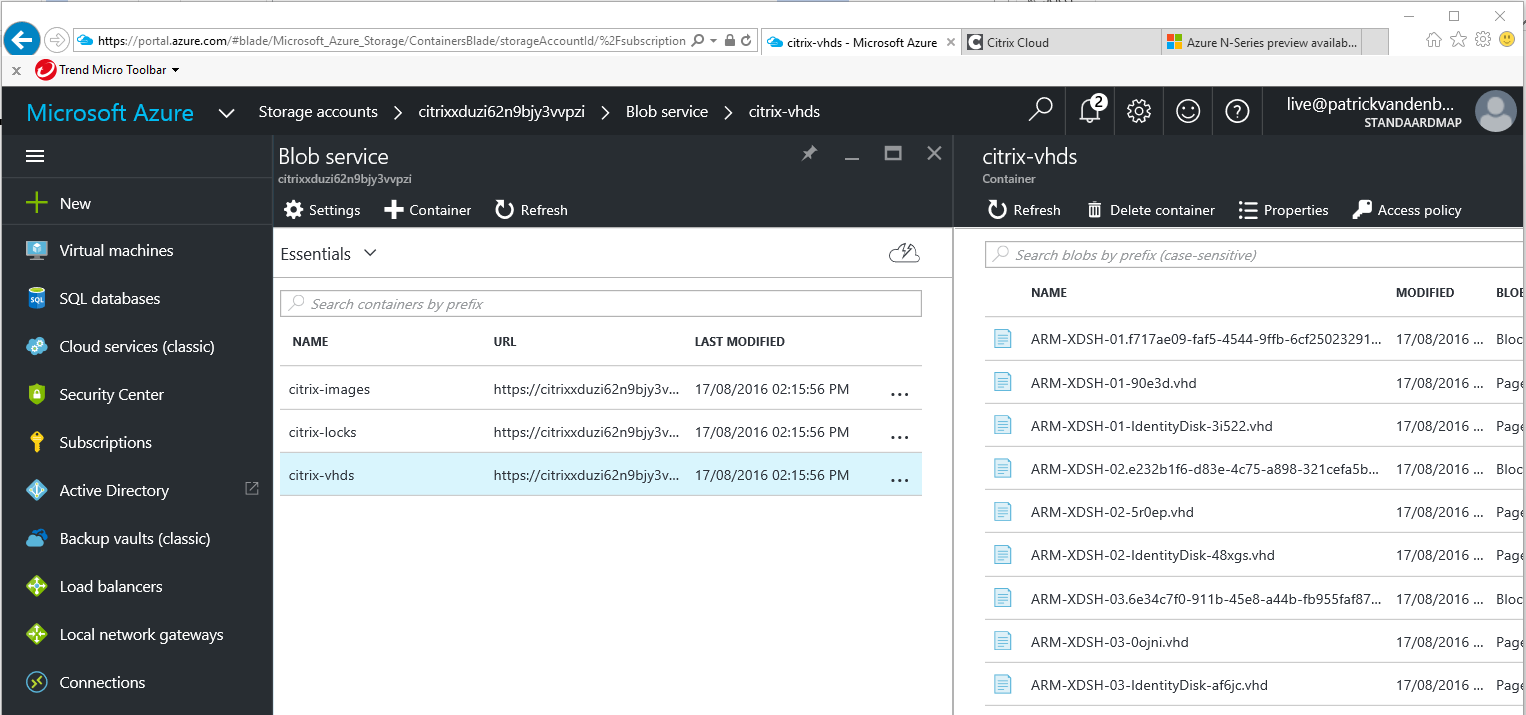 https://portal.azure.com/#blade/Microsoft_Azure_Storage/ContainersBlade/storageAccountId/%2Fsubscription
citrix-vhds - Microsoft Azure
Citrix Cloud
Azure N-Series preview availab...
x
Trend Micro Toolbar
Microsoft Azure
Storage accounts
citrixxduzi62n9bjy3vvpzi
Blob service
citrix-vhds
2
live@patrickvandenb...
STANDAARDMAP
New
Virtual machines
SQL databases
Cloud services (classic)
Security Center
Subscriptions
Active Directory
Backup vaults (classic)
Load balancers
Local network gateways
Connections
Blob service
citrixxduzi62n9bjy3vvpzi
Settings Container Refresh
Essentials
Search containers by prefix
NAME URL LAST MODIFIED
citrix-images https://citrixxduzi62n9bjy3v... 17/08/2016 02:15:56 PM ...
citrix-locks https://citrixxduzi62n9bjy3v... 17/08/2016 02:15:56 PM ...
citrix-vhds https://citrixxduzi62n9bjy3v... 17/08/2016 02:15:56 PM ...
citrix-vhds
Container
Refresh Delete container Properties Access policy
Search blobs by prefix (case-sensitive)
NAME MODIFIED BLO
ARM-XDSH-01.f717ae09-faf5-4544-9ffb-6cf25023291... 17/08/2016 ... Bloc
ARM-XDSH-01-90e3d.vhd 17/08/2016 ... Page
ARM-XDSH-01-IdentityDisk-3i522.vhd 17/08/2016 ... Page
ARM-XDSH-02.e232b1f6-d83e-4c75-a898-321cefa5b... 17/08/2016 ... Bloc
ARM-XDSH-02-5r0ep.vhd 17/08/2016 ... Page
ARM-XDSH-02-IdentityDisk-48xgs.vhd 17/08/2016 ... Page
ARM-XDSH-03.6e34c7f0-911b-45e8-a44b-fb955faf87... 17/08/2016 ... Bloc
ARM-XDSH-03-0ojni.vhd 17/08/2016 ... Page
ARM-XDSH-03-IdentityDisk-af6jc.vhd 17/08/2016 ... Page